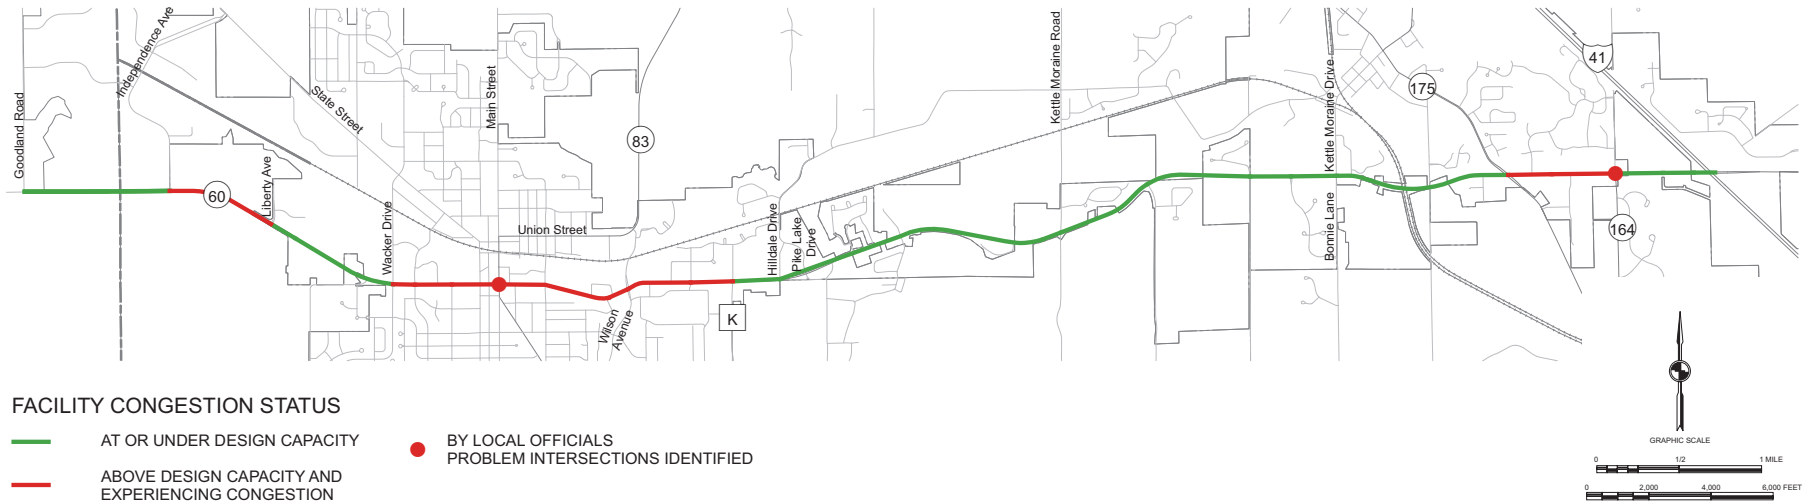 Goodland Road
Independence Ave
State Street
Main Street
83
Kettle Moraine Road
Kettle Moraine Drive
175
41
60
Liberty Ave
Wacker Drive
Union Street
Hilldale Drive
Pike Lake
Drive
Bonnie Lane
164
Wilson
Avenue
K
FACILITY CONGESTION STATUS
AT OR UNDER DESIGN CAPACITY
ABOVE DESIGN CAPACITY AND
EXPERIENCING CONGESTION
BY LOCAL OFFICIALS
PROBLEM INTERSECTIONS IDENTIFIED
GRAPHIC SCALE
0 1/2 1 MILE
0 2,000 4,000 6,000 FEET